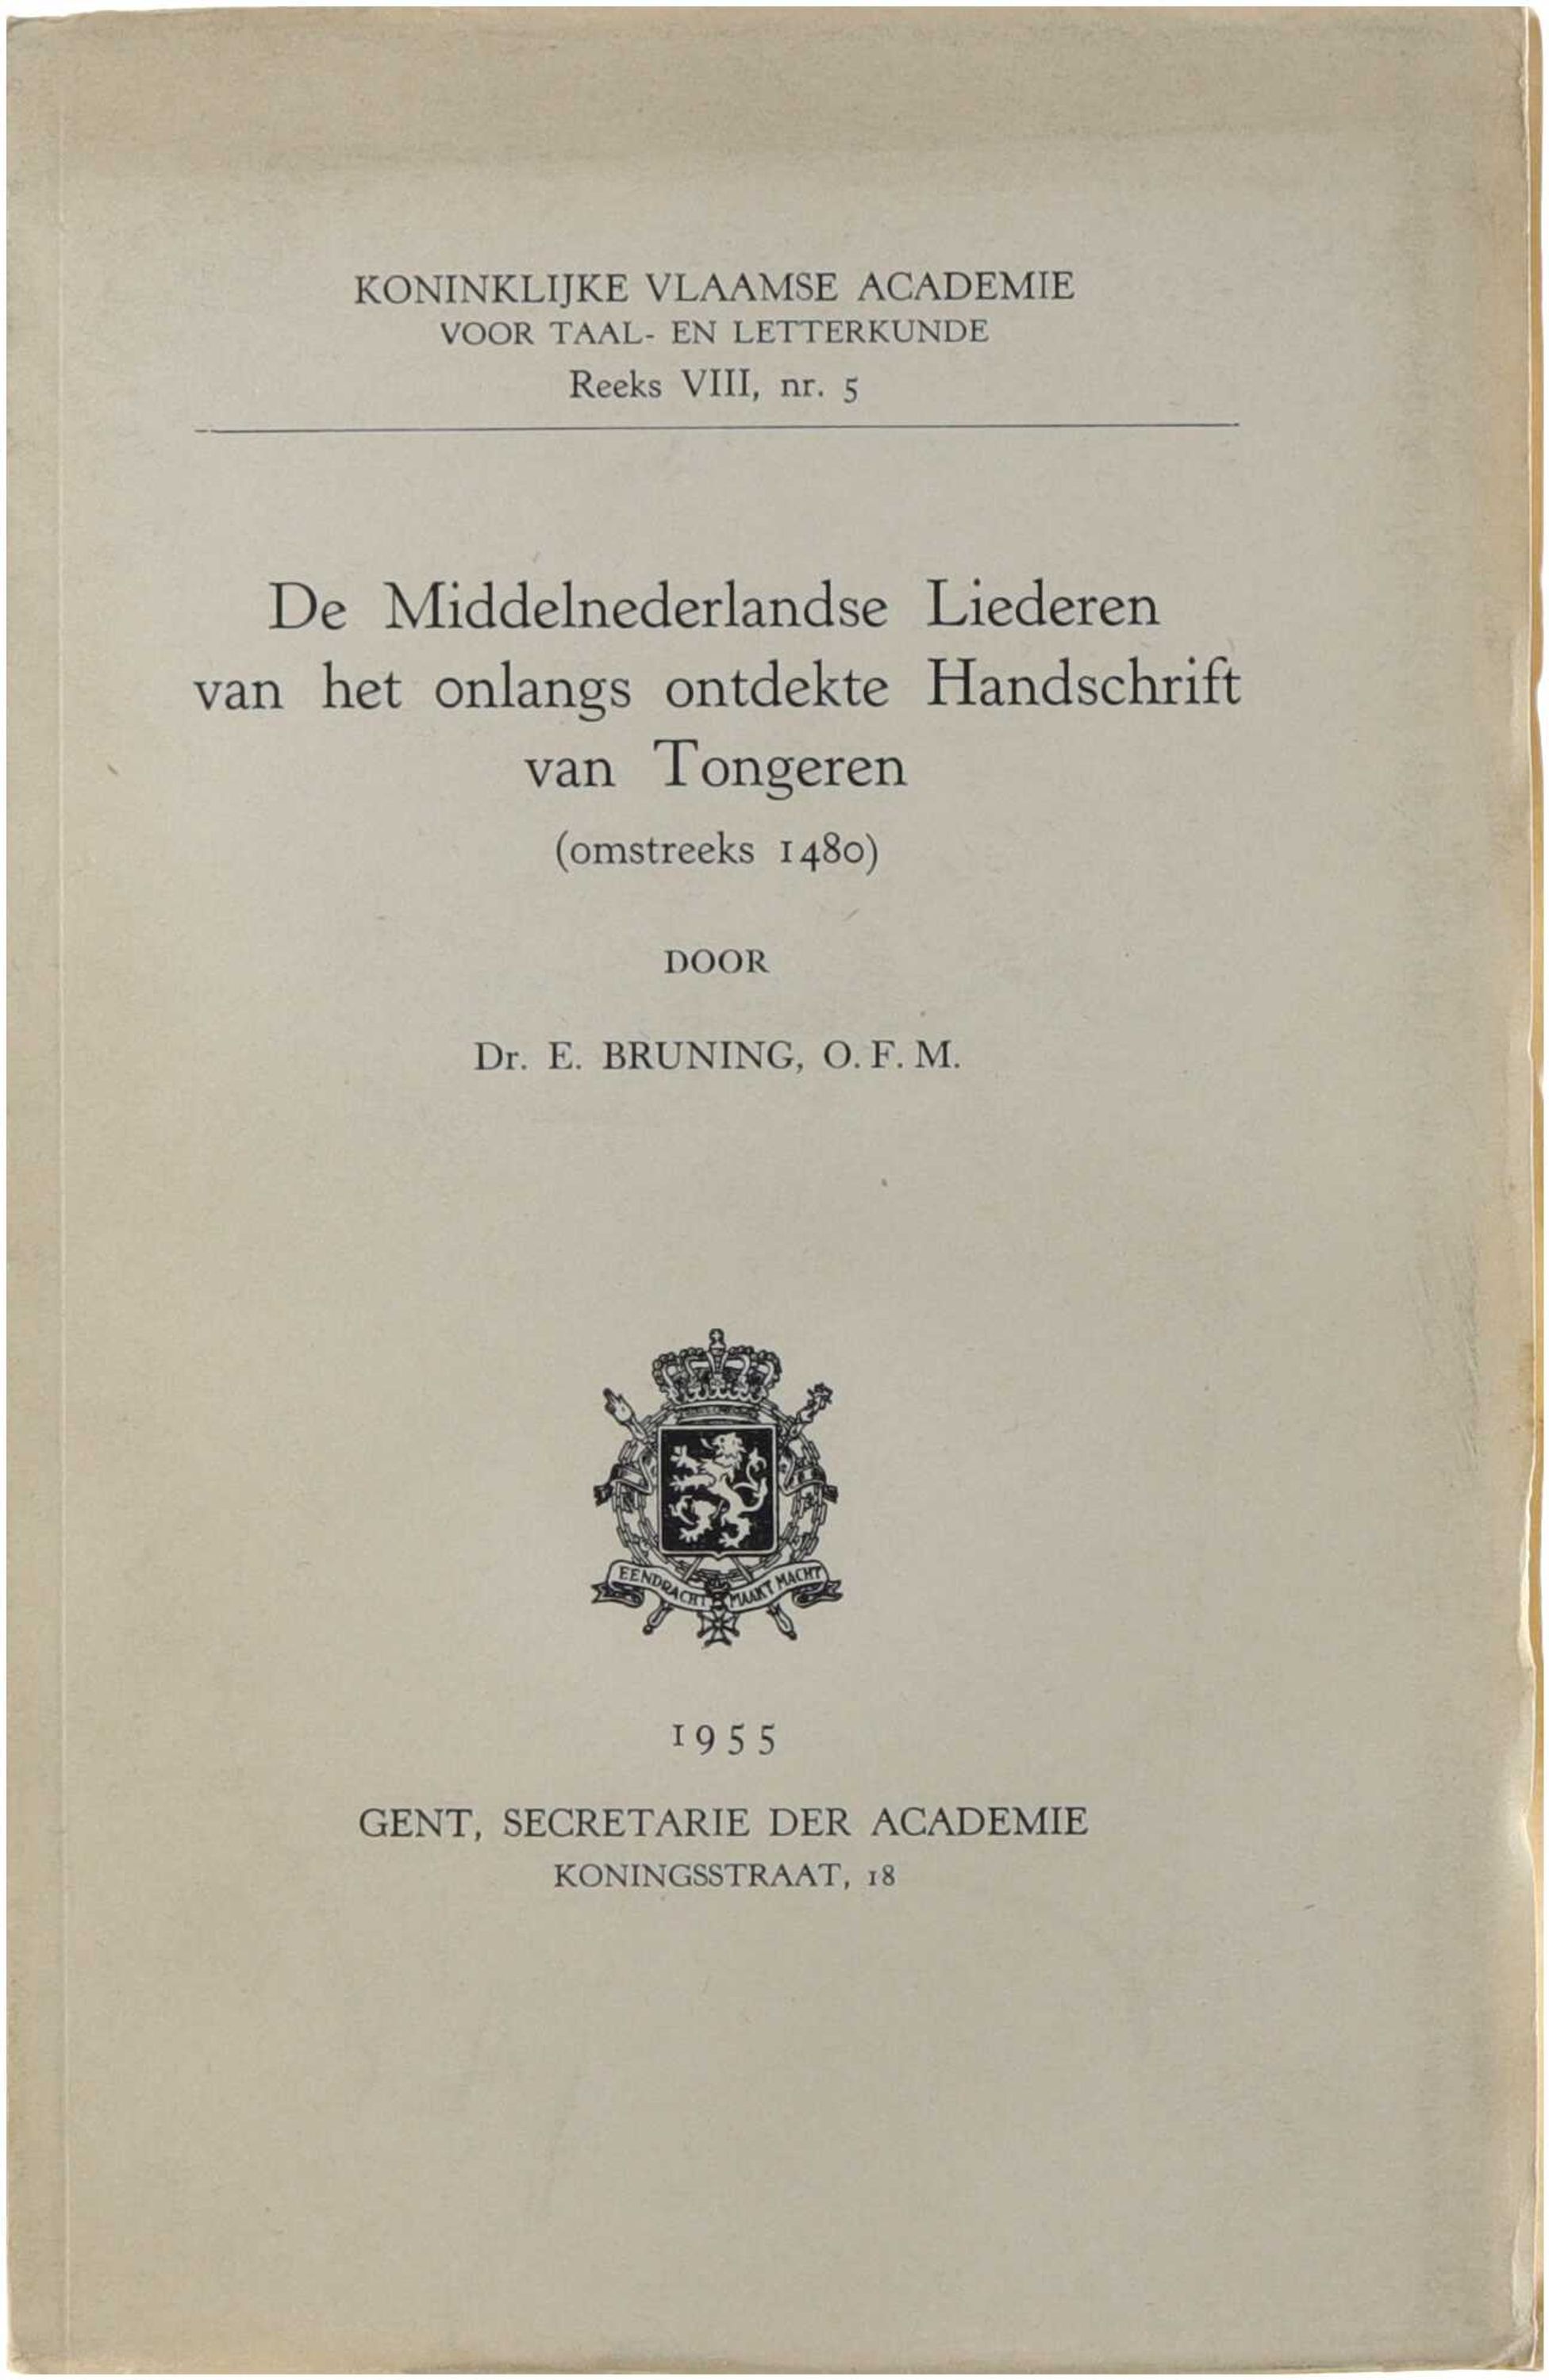 KONINKLIJKE VLAAMSE ACADEMIE
VOOR TAAL- EN LETTERKUNDE
Reeks VIII, nr. 5
De Middelnederlandse Liederen
van het onlangs ontdekte Handschrift
van Tongeren
(omstreeks 1480)
DOOR
Dr. E. BRUNING, O.F.M.
EENDRACHT MAAKT MACHT
1955
GENT, SECRETARIE DER ACADEMIE
KONINGSSTRAAT, 18